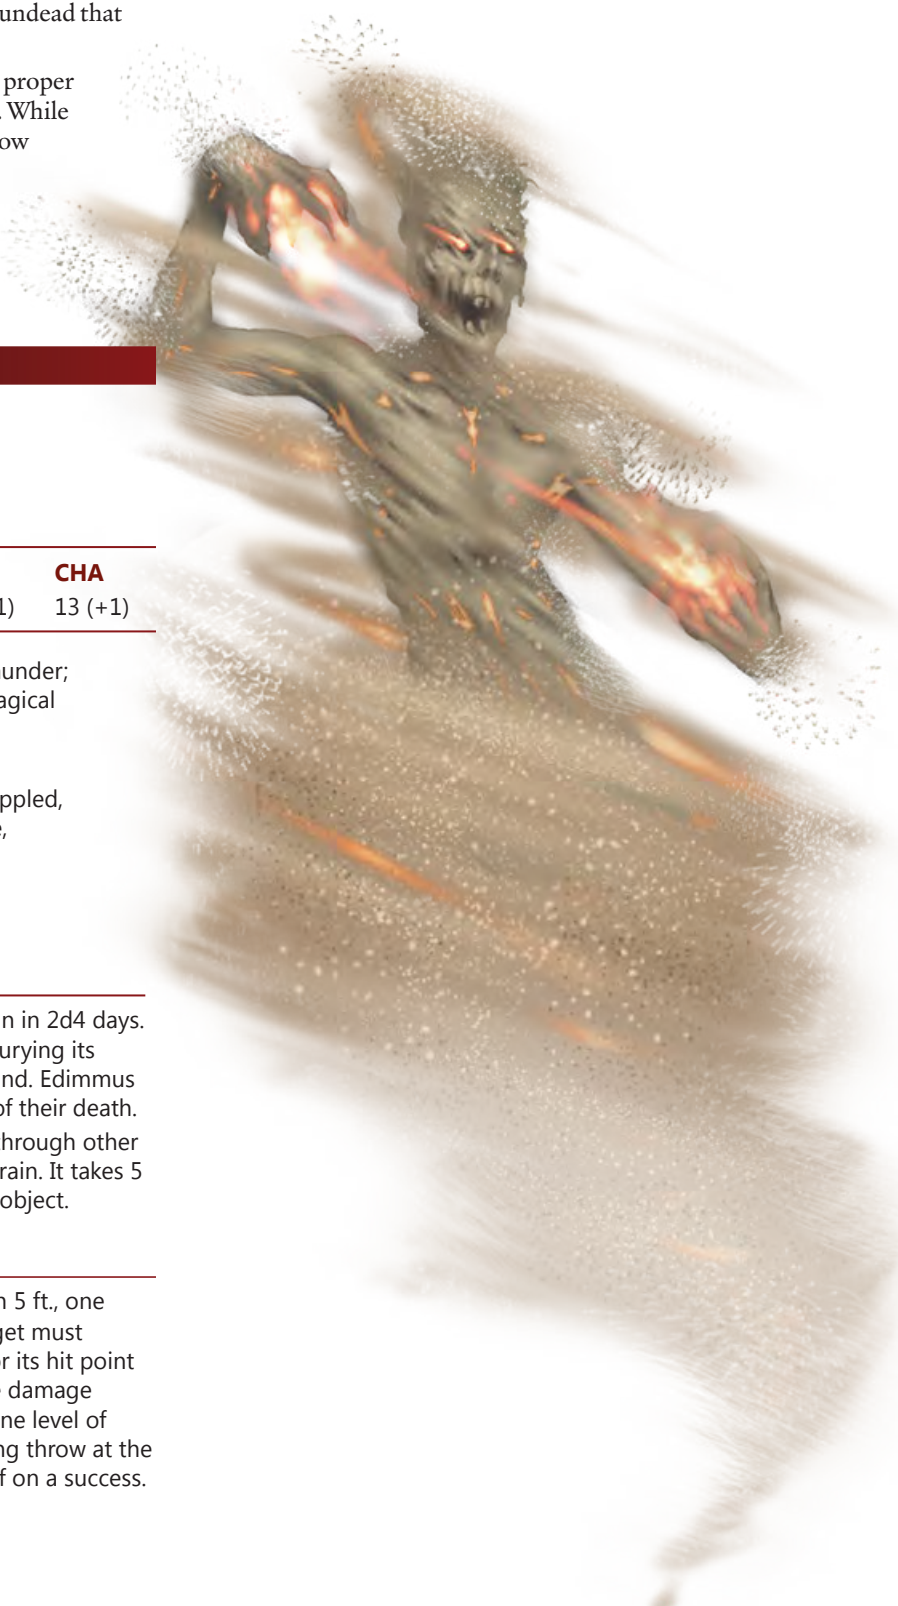 undead that
proper
. While
ow
CHA
1) 13 (+1)
under;
agical
ppled,
e,
n in 2d4 days.
urying its
nd. Edimmus
of their death.
through other
rain. It takes 5
object.
n 5 ft., one
get must
or its hit point
e damage
ne level of
ng throw at the
f on a success.